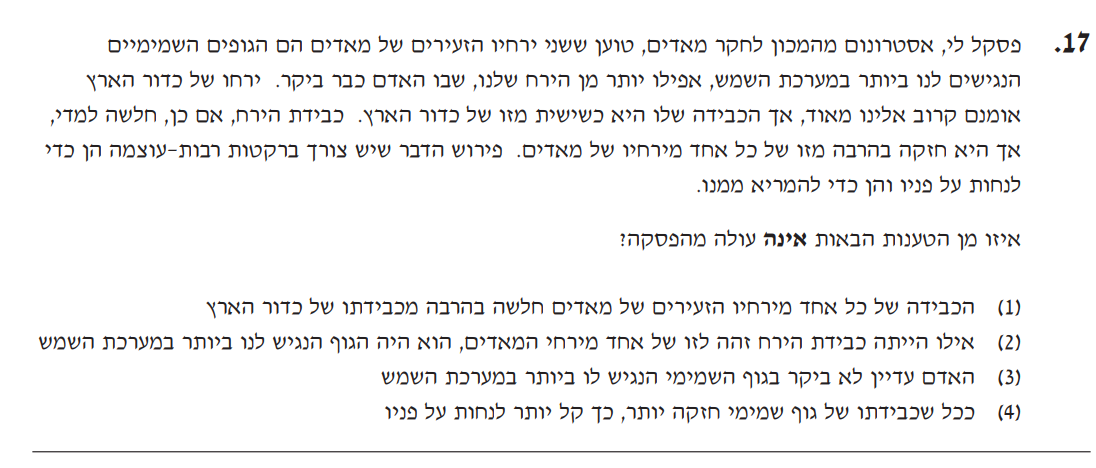 17. פסקל לי, אסטרונום מהמכון לחקר מאדים, טוען ששני ירחיו הזעירים של מאדים הם הגופים השמימיים
הנגישים לנו ביותר במערכת השמש, אפילו יותר מן הירח שלנו, שבו האדם כבר ביקר. ירחו של כדור הארץ
אומנם קרוב אלינו מאוד, אך הכבידה שלו היא כשישית מזו של כדור הארץ. כבידת הירח, אם כן, חלשה למדי,
אך היא חזקה בהרבה מזו של כל אחד מירחיו של מאדים. פירוש הדבר שיש צורך ברקטות רבות-עוצמה הן כדי
לנחות על פניו והן כדי להמריא ממנו.
איזו מן הטענות הבאות אינה עולה מהפסקה?
(1) הכבידה של כל אחד מירחיו הזעירים של מאדים חלשה בהרבה מכבידתו של כדור הארץ
(2) אילו הייתה כבידת הירח זהה לזו של אחד מירחי המאדים, הוא היה הגוף הנגיש לנו ביותר במערכת השמש
(3) האדם עדיין לא ביקר בגוף השמימי הנגיש לו ביותר במערכת השמש
(4) ככל שכבידתו של גוף שמימי חזקה יותר, כך קל יותר לנחות על פניו